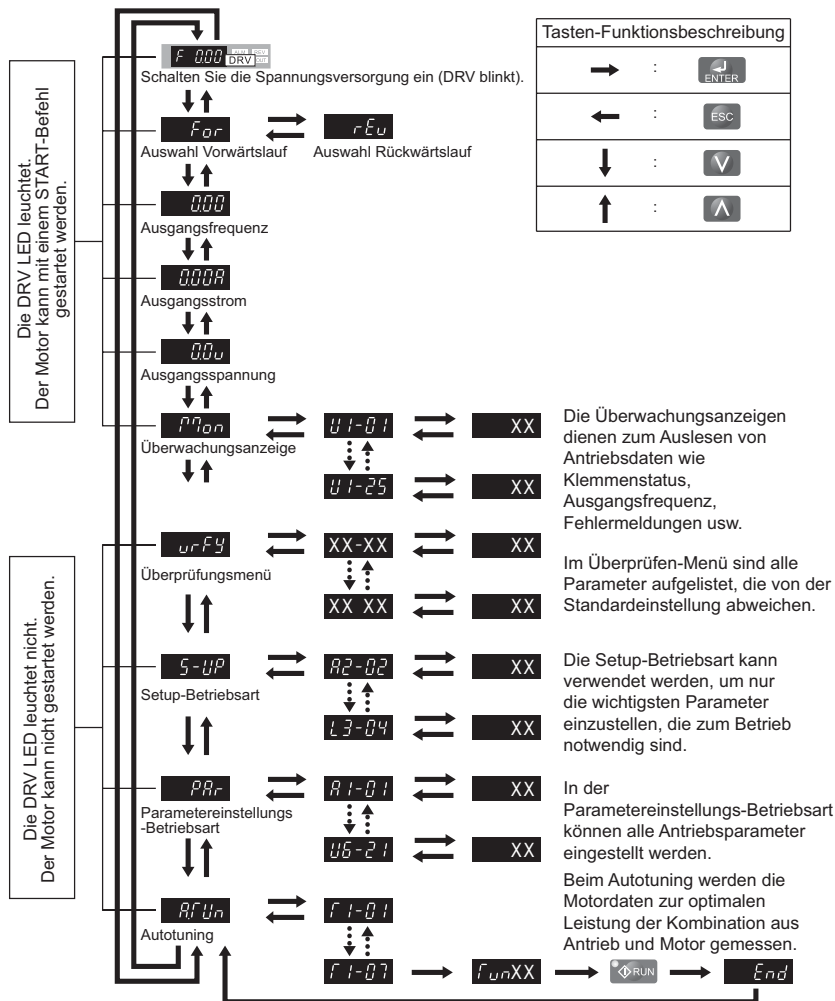 F 0.00 ALM REV DRV OUT
Schalten Sie die Spannungsversorgung ein (DRV blinkt).
Tasten-Funktionsbeschreibung
: ENTER
: ESC
: V
: Λ
Die DRV LED leuchtet.
Der Motor kann mit einem START-Befehl
gestartet werden.
For rEv
Auswahl Vorwärtslauf Auswahl Rückwärtslauf
0.00
Ausgangsfrequenz
0.00A
Ausgangsstrom
0.0v
Ausgangsspannung
Mon U1-01 XX
Überwachungsanzeige
U1-25 XX
Die Überwachungsanzeigen
dienen zum Auslesen von
Antriebsdaten wie
Klemmenstatus,
Ausgangsfrequenz,
Fehlermeldungen usw.
Die DRV LED leuchtet nicht.
Der Motor kann nicht gestartet werden.
vrFY XX-XX XX
Überprüfungsmenü
XX XX XX
Im Überprüfen-Menü sind alle
Parameter aufgelistet, die von der
Standardeinstellung abweichen.
S-UP A2-02 XX
Setup-Betriebsart
L3-04 XX
Die Setup-Betriebsart kann
verwendet werden, um nur
die wichtigsten Parameter
einzustellen, die zum Betrieb
notwendig sind.
PAr A1-01 XX
Parametereinstellungs
-Betriebsart
U6-21 XX
In der
Parametereinstellungs-Betriebsart
können alle Antriebsparameter
eingestellt werden.
A.TUn T1-01
Autotuning
Beim Autotuning werden die
Motordaten zur optimalen
Leistung der Kombination aus
Antrieb und Motor gemessen.
T1-07 TunXX RUN End